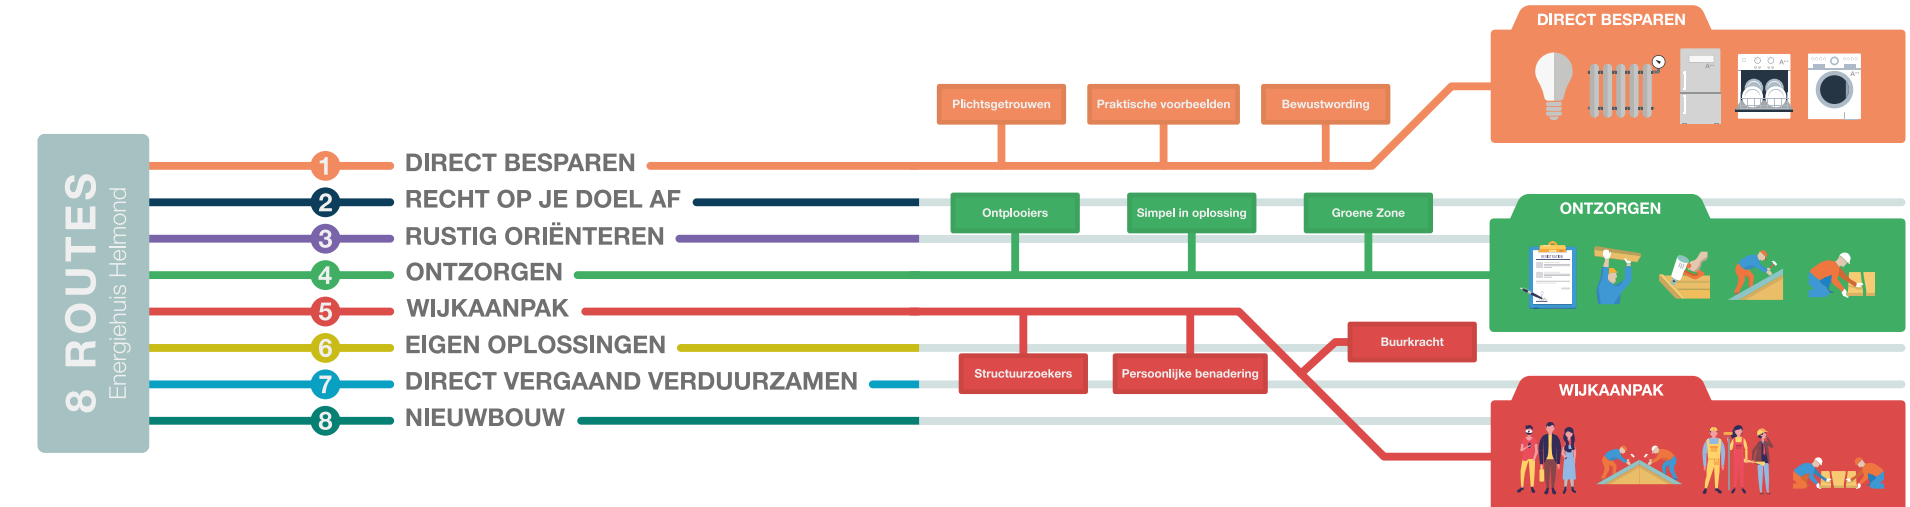 8 ROUTES
Energiehuis Helmond
1 DIRECT BESPAREN
2 RECHT OP JE DOEL AF
3 RUSTIG ORIËNTEREN
4 ONTZORGEN
5 WIJKAANPAK
6 EIGEN OPLOSSINGEN
7 DIRECT VERGAAND VERDUURZAMEN
8 NIEUWBOUW
Plichtsgetrouwen
Praktische voorbeelden
Bewustwording
DIRECT BESPAREN
Ontplooiers
Simpel in oplossing
Groene Zone
ONTZORGEN
Structuurzoekers
Persoonlijke benadering
Buurkracht
WIJKAANPAK